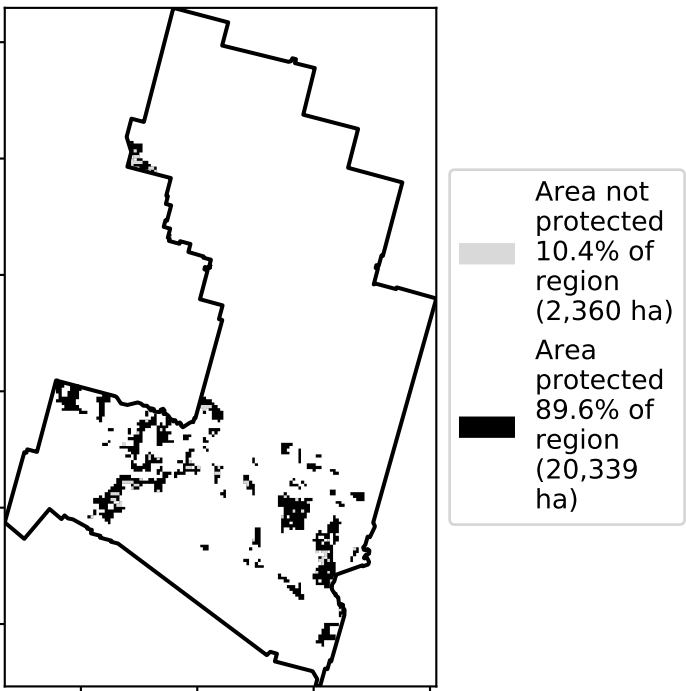 Area not
protected
10.4% of
region
(2,360 ha)
Area
protected
89.6% of
region
(20,339
ha)